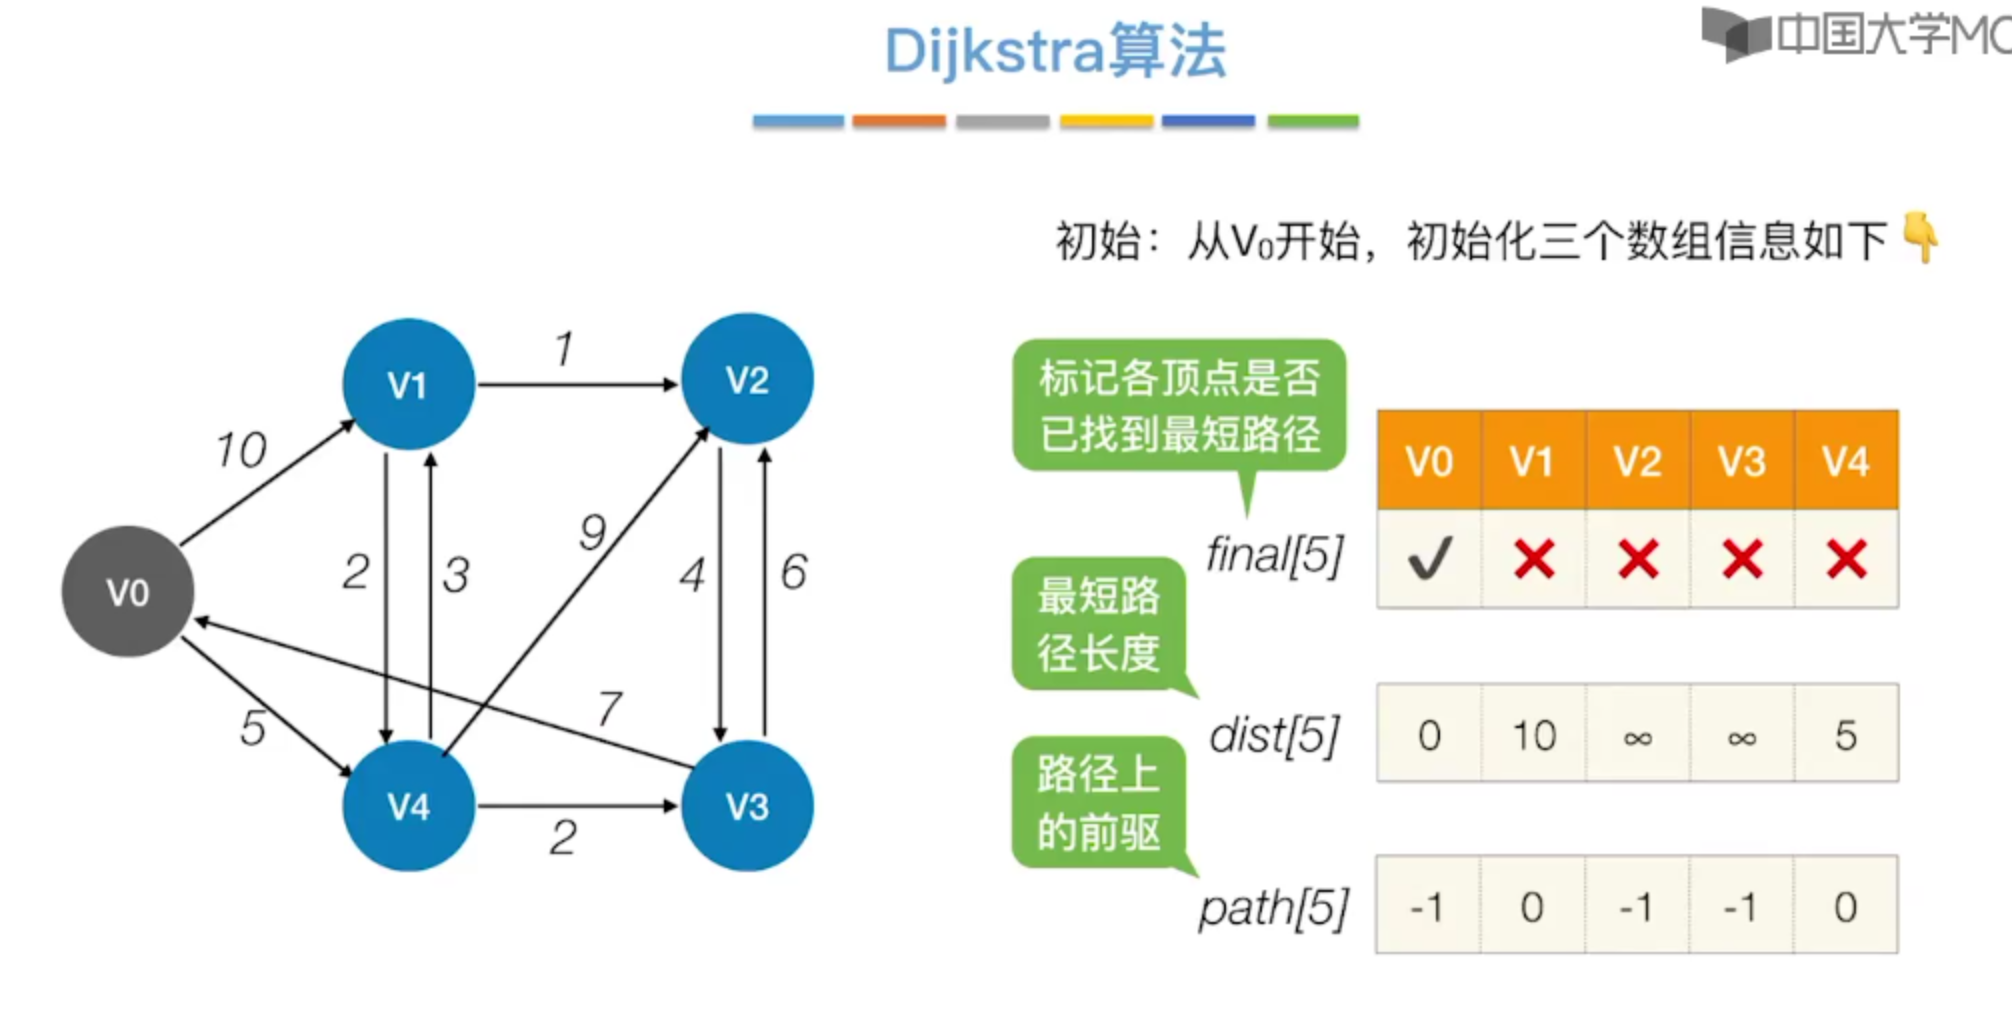 Dijkstra算法
中国大学MO
初始：从V₀开始，初始化三个数组信息如下👇
V1
V2
V0
V4
V3
10
1
2
3
9
4
6
7
5
2
标记各顶点是否
已找到最短路径
V0 V1 V2 V3 V4
final[5]
✓ ✕ ✕ ✕ ✕
最短路
径长度
dist[5]
0 10 ∞ ∞ 5
路径上
的前驱
path[5]
-1 0 -1 -1 0